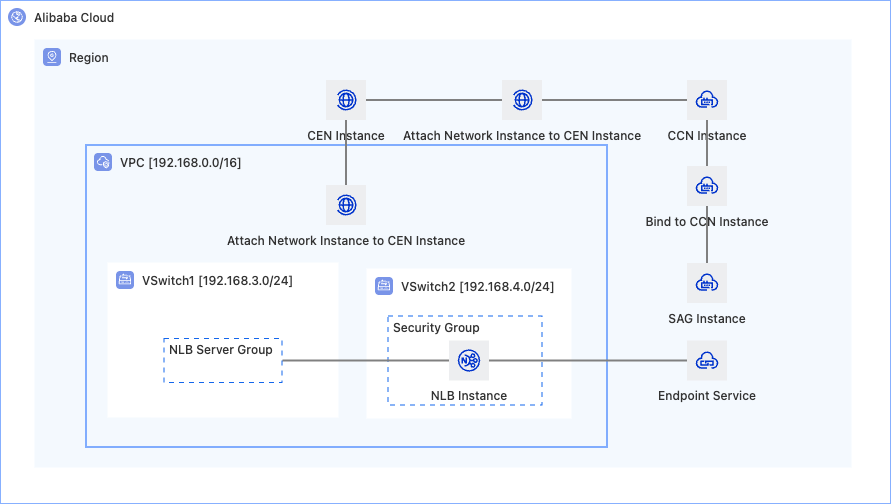 Alibaba Cloud
Region
CEN Instance
Attach Network Instance to CEN Instance
CCN Instance
VPC [192.168.0.0/16]
Attach Network Instance to CEN Instance
Bind to CCN Instance
VSwitch1 [192.168.3.0/24]
VSwitch2 [192.168.4.0/24]
SAG Instance
Security Group
NLB Server Group
NLB Instance
Endpoint Service